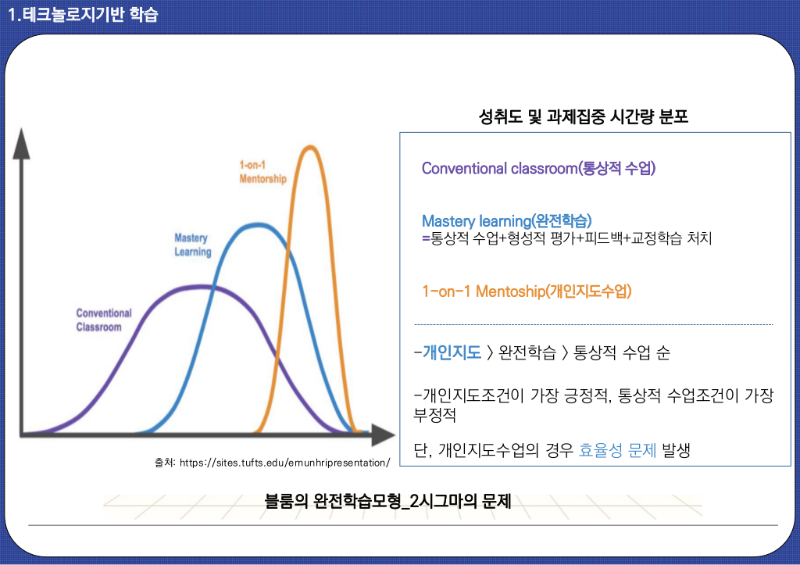 1.테크놀로지기반 학습
성취도 및 과제집중 시간량 분포
1-on-1
Mentorship
Mastery
Learning
Conventional
Classroom
출처: https://sites.tufts.edu/emunhripresentation/
Conventional classroom(통상적 수업)
Mastery learning(완전학습)
=통상적 수업+형성적 평가+피드백+교정학습 처치
1-on-1 Mentoship(개인지도수업)
-개인지도 > 완전학습 > 통상적 수업 순
-개인지도조건이 가장 긍정적, 통상적 수업조건이 가장
부정적
단, 개인지도수업의 경우 효율성 문제 발생
블룸의 완전학습모형_2시그마의 문제